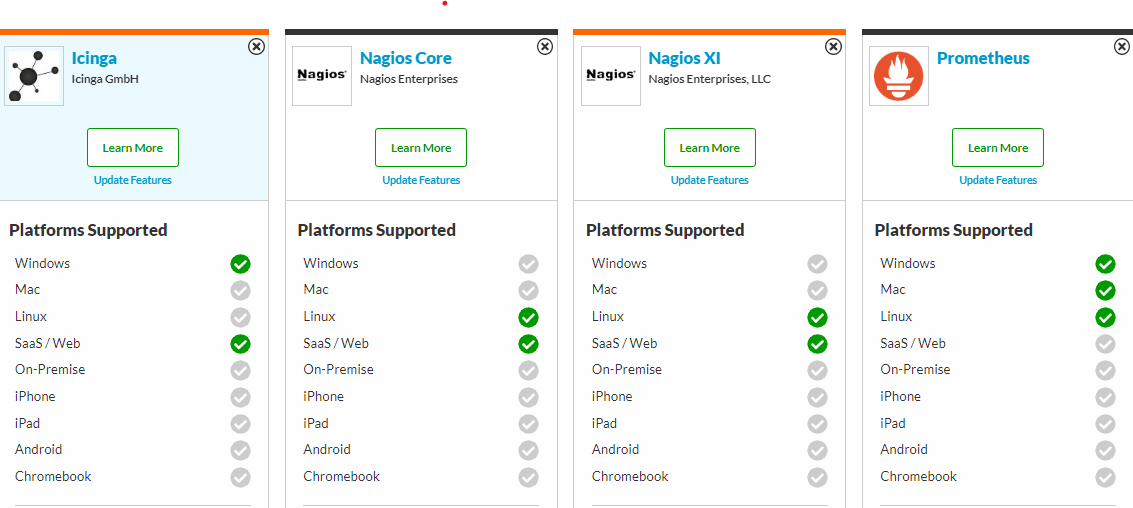 Icinga
Icinga GmbH
Learn More
Update Features
Platforms Supported
Windows
Mac
Linux
SaaS / Web
On-Premise
iPhone
iPad
Android
Chromebook
Nagios®
Nagios Core
Nagios Enterprises
Learn More
Update Features
Platforms Supported
Windows
Mac
Linux
SaaS / Web
On-Premise
iPhone
iPad
Android
Chromebook
Nagios®
Nagios XI
Nagios Enterprises, LLC
Learn More
Update Features
Platforms Supported
Windows
Mac
Linux
SaaS / Web
On-Premise
iPhone
iPad
Android
Chromebook
Prometheus
Learn More
Update Features
Platforms Supported
Windows
Mac
Linux
SaaS / Web
On-Premise
iPhone
iPad
Android
Chromebook